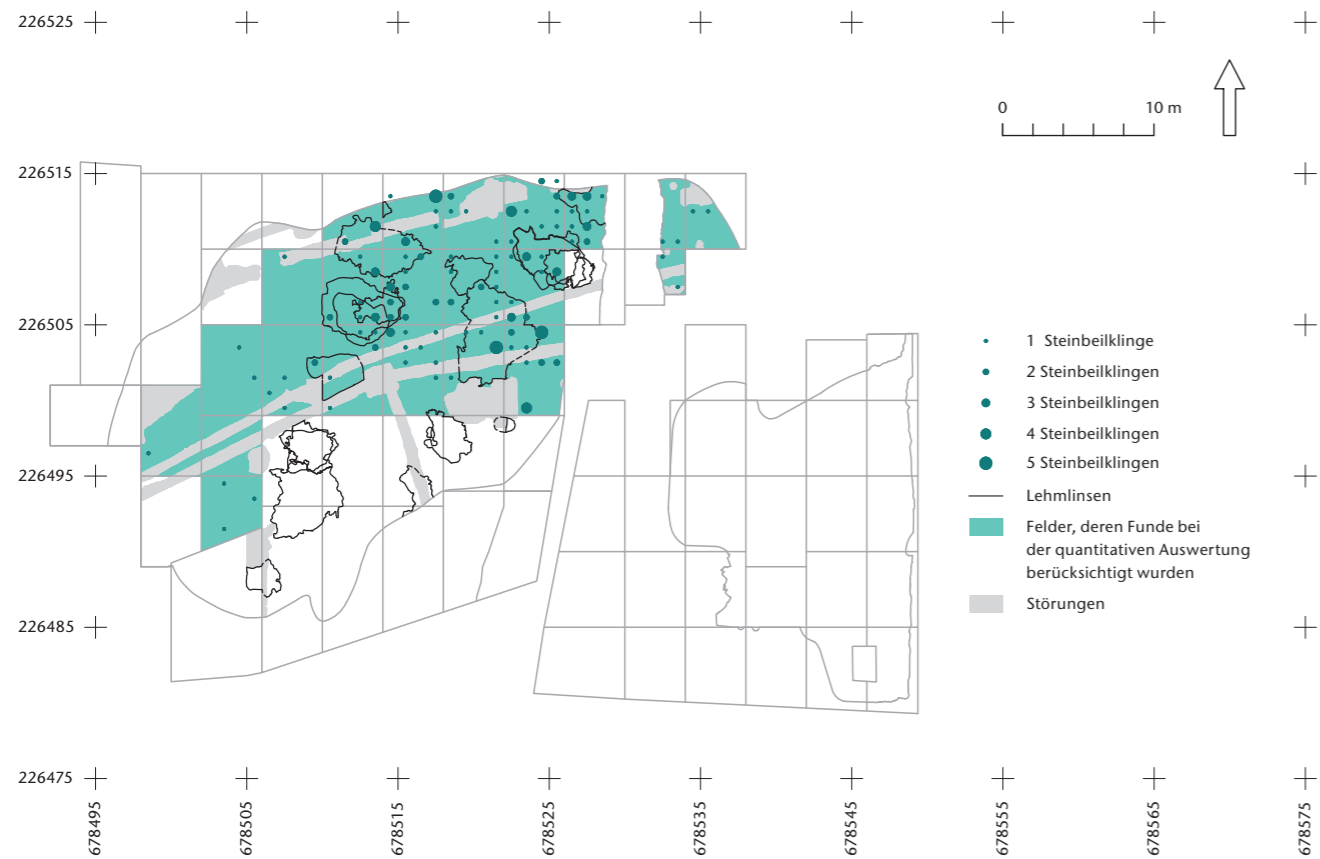 226525
0 10 m
226515
226505
1 Steinbeilklinge
2 Steinbeilklingen
3 Steinbeilklingen
4 Steinbeilklingen
5 Steinbeilklingen
226495
Lehmlinsen
Felder, deren Funde bei
der quantitativen Auswertung
berücksichtigt wurden
Störungen
226485
226475
678495
678505
678515
678525
678535
678545
678555
678565
678575